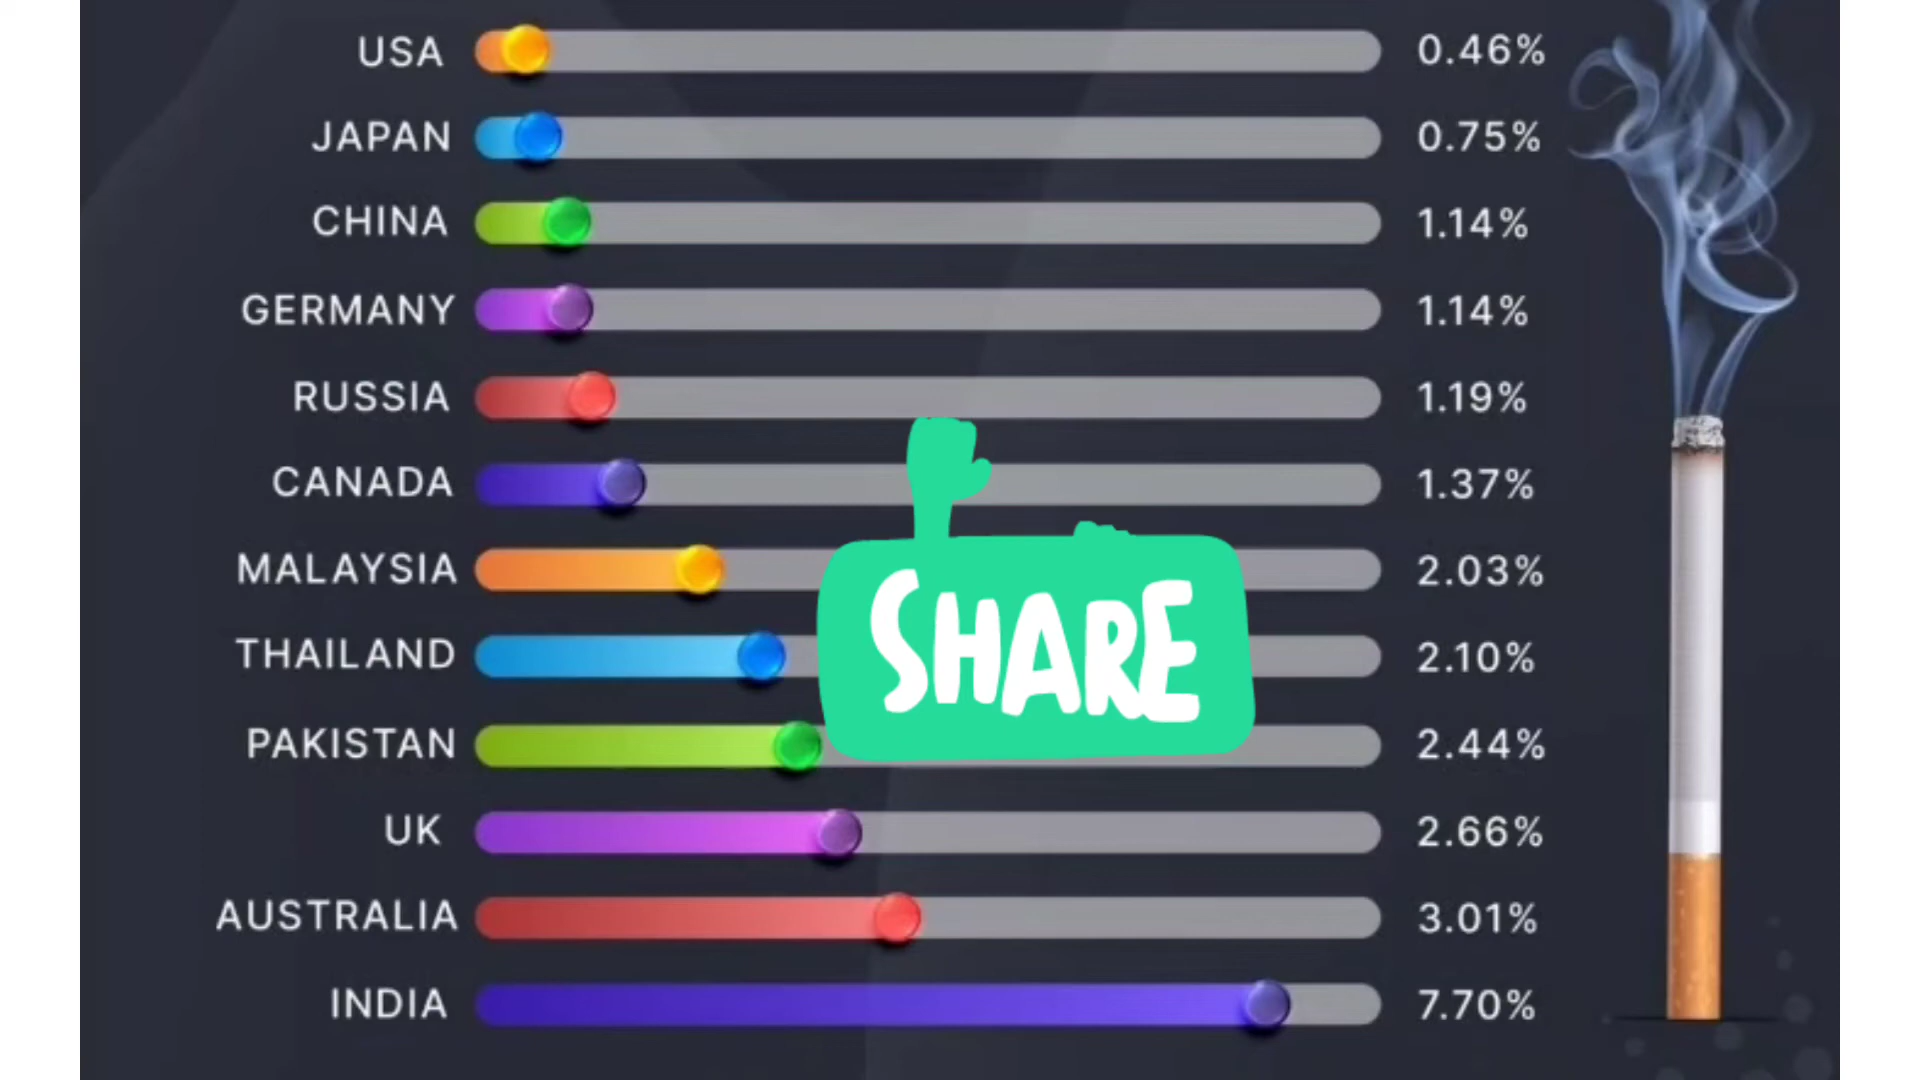 USA 0.46%
JAPAN 0.75%
CHINA 1.14%
GERMANY 1.14%
RUSSIA 1.19%
CANADA 1.37%
MALAYSIA 2.03%
THAILAND 2.10%
SHARE
PAKISTAN 2.44%
UK 2.66%
AUSTRALIA 3.01%
INDIA 7.70%